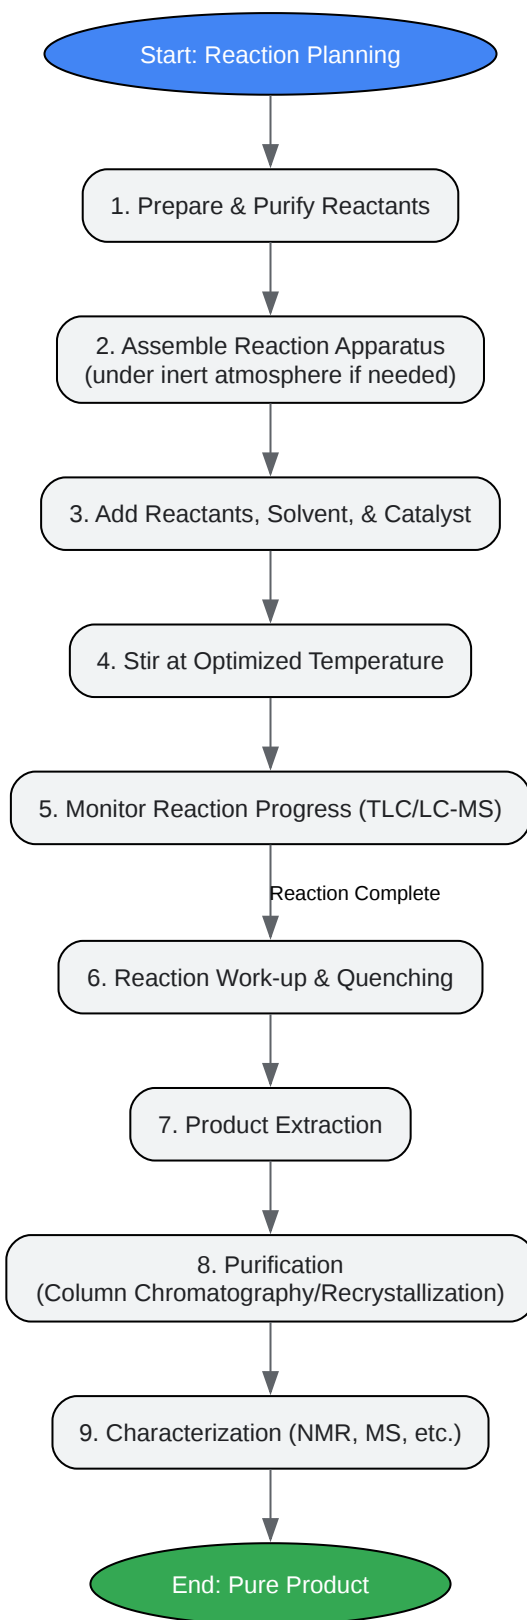 Start: Reaction Planning
1. Prepare & Purify Reactants
2. Assemble Reaction Apparatus
(under inert atmosphere if needed)
3. Add Reactants, Solvent, & Catalyst
4. Stir at Optimized Temperature
5. Monitor Reaction Progress (TLC/LC-MS)
Reaction Complete
6. Reaction Work-up & Quenching
7. Product Extraction
8. Purification
(Column Chromatography/Recrystallization)
9. Characterization (NMR, MS, etc.)
End: Pure Product